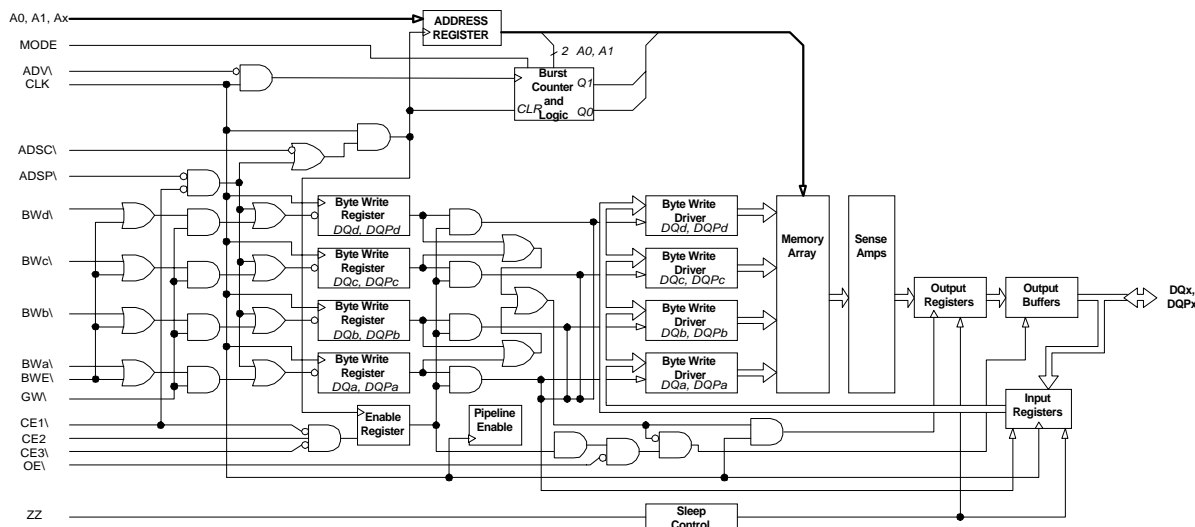 A0, A1, Ax
ADDRESS
REGISTER
MODE
2 A0, A1
ADV\
CLK
Burst
Counter
and
Logic
Q1
CLR
Q0
ADSC\
ADSP\
BWd\
Byte Write
Register
DQd, DQPd
Byte Write
Driver
DQd, DQPd
Memory
Array
Sense
Amps
BWc\
Byte Write
Register
DQc, DQPc
Byte Write
Driver
DQc, DQPc
Output
Registers
Output
Buffers
DQx,
DQPx
BWb\
Byte Write
Register
DQb, DQPb
Byte Write
Driver
DQb, DQPb
BWa\
BWE\
Byte Write
Register
DQa, DQPa
Byte Write
Driver
DQa, DQPa
GW\
Input
Registers
CE1\
CE2
CE3\
OE\
Enable
Register
Pipeline
Enable
ZZ
Sleep
Control